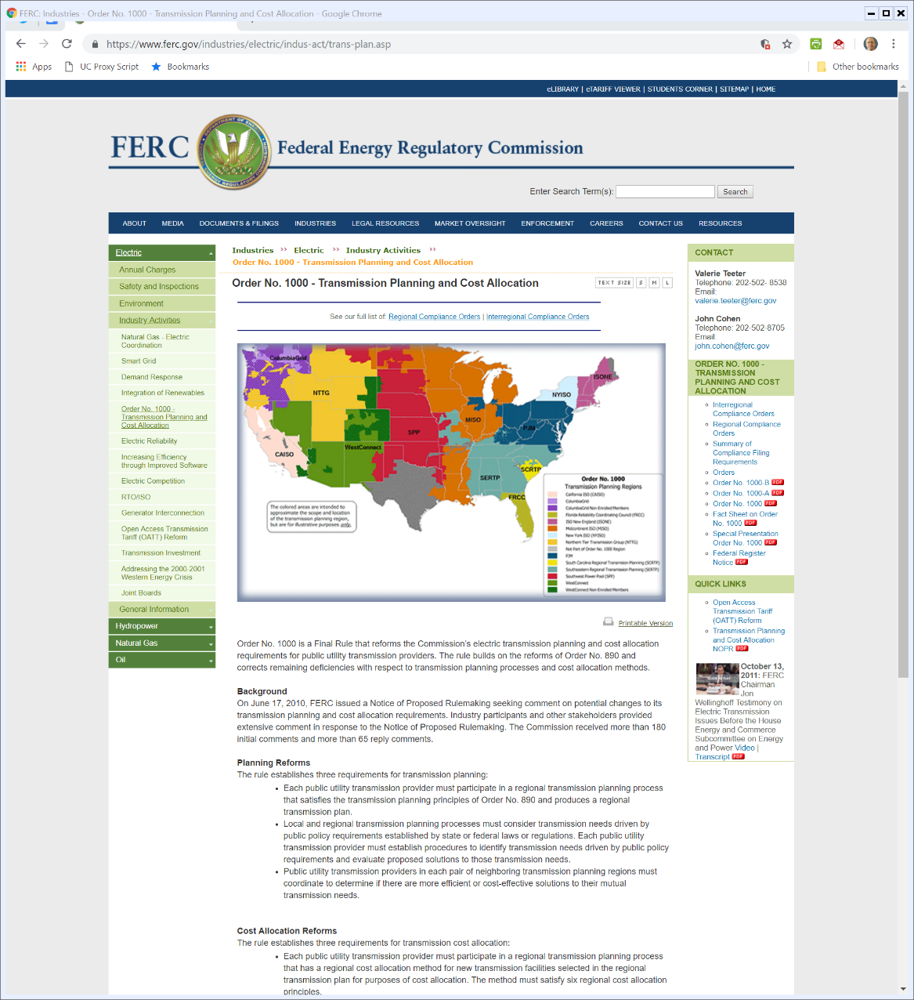 FERC: Industries - Order No. 1000 - Transmission Planning and Cost Allocation - Google Chrome
https://www.ferc.gov/industries/electric/indus-act/trans-plan.asp
Apps UC Proxy Script Bookmarks Other bookmarks
eLIBRARY | eTARIFF VIEWER | STUDENTS CORNER | SITEMAP | HOME
FERC Federal Energy Regulatory Commission
Enter Search Term(s): Search
ABOUT MEDIA DOCUMENTS & FILINGS INDUSTRIES LEGAL RESOURCES MARKET OVERSIGHT ENFORCEMENT CAREERS CONTACT US RESOURCES
Electric
Annual Charges
Safety and Inspections
Environment
Industry Activities
Natural Gas - Electric
Coordination
Smart Grid
Demand Response
Integration of Renewables
Order No. 1000 -
Transmission Planning and
Cost Allocation
Electric Reliability
Increasing Efficiency
through Improved Software
Electric Competition
RTO/ISO
Generator Interconnection
Open Access Transmission
Tariff (OATT) Reform
Transmission Investment
Addressing the 2000-2001
Western Energy Crisis
Joint Boards
General Information
Hydropower
Natural Gas
Oil
Industries >> Electric >> Industry Activities >>
Order No. 1000 - Transmission Planning and Cost Allocation
Order No. 1000 - Transmission Planning and Cost Allocation
TEXT SIZE S M L
See our full list of: Regional Compliance Orders | Interregional Compliance Orders
ColumbiaGrid
NTTG
ISONE
NYISO
MISO
PJM
SPP
CAISO
WestConnect
SCRTP
SERTP
FRCC
The colored areas are intended to
approximate the scope and location
of the transmission planning region,
but are for illustrative purposes only.
Order No. 1000
Transmission Planning Regions
California ISO (CAISO)
ColumbiaGrid
ColumbiaGrid Non-Enrolled Members
Florida Reliability Coordinating Council (FRCC)
ISO New England (ISONE)
Midcontinent ISO (MISO)
New York ISO (NYISO)
Northern Tier Transmission Group (NTTG)
Not Part of Order No. 1000 Region
PJM
South Carolina Regional Transmision Planning (SCRTP)
Southeastern Regional Transmission Planning (SERTP)
Southwest Power Pool (SPP)
WestConnect
WestConnect Non-Enrolled Members
Printable Version
Order No. 1000 is a Final Rule that reforms the Commission's electric transmission planning and cost allocation
requirements for public utility transmission providers. The rule builds on the reforms of Order No. 890 and
corrects remaining deficiencies with respect to transmission planning processes and cost allocation methods.
Background
On June 17, 2010, FERC issued a Notice of Proposed Rulemaking seeking comment on potential changes to its
transmission planning and cost allocation requirements. Industry participants and other stakeholders provided
extensive comment in response to the Notice of Proposed Rulemaking. The Commission received more than 180
initial comments and more than 65 reply comments.
Planning Reforms
The rule establishes three requirements for transmission planning:
• Each public utility transmission provider must participate in a regional transmission planning process
that satisfies the transmission planning principles of Order No. 890 and produces a regional
transmission plan.
• Local and regional transmission planning processes must consider transmission needs driven by
public policy requirements established by state or federal laws or regulations. Each public utility
transmission provider must establish procedures to identify transmission needs driven by public policy
requirements and evaluate proposed solutions to those transmission needs.
• Public utility transmission providers in each pair of neighboring transmission planning regions must
coordinate to determine if there are more efficient or cost-effective solutions to their mutual
transmission needs.
Cost Allocation Reforms
The rule establishes three requirements for transmission cost allocation:
• Each public utility transmission provider must participate in a regional transmission planning process
that has a regional cost allocation method for new transmission facilities selected in the regional
transmission plan for purposes of cost allocation. The method must satisfy six regional cost allocation
principles.
CONTACT
Valerie Teeter
Telephone: 202-502- 8538
Email:
valerie.teeter@ferc.gov
John Cohen
Telephone: 202-502-8705
Email:
john.cohen@ferc.gov
ORDER NO. 1000 -
TRANSMISSION
PLANNING AND COST
ALLOCATION
Interregional
Compliance Orders
Regional Compliance
Orders
Summary of
Compliance Filing
Requirements
Orders
Order No. 1000-B PDF
Order No. 1000-A PDF
Order No. 1000 PDF
Fact Sheet on Order
No. 1000 PDF
Special Presentation
Order No. 1000 PDF
Federal Register
Notice PDF
QUICK LINKS
Open Access
Transmission Tariff
(OATT) Reform
Transmission Planning
and Cost Allocation
NOPR PDF
October 13,
2011: FERC
Chairman
Jon
Wellinghoff Testimony on
Electric Transmission
Issues Before the House
Energy and Commerce
Subcommittee on Energy
and Power Video |
Transcript PDF